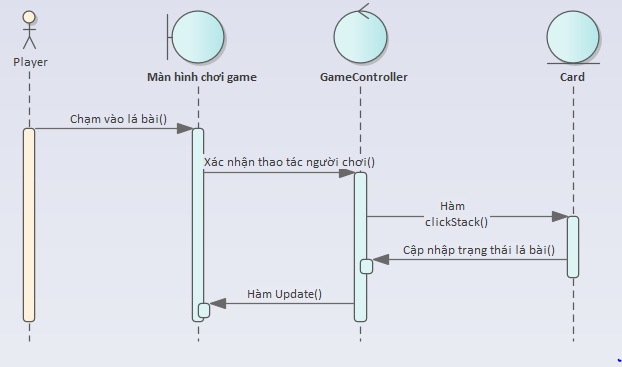 Player
Màn hình chơi game
GameController
Card
Chạm vào lá bài()
Xác nhận thao tác người chơi()
Hàm
clickStack()
Cập nhập trạng thái lá bài()
Hàm Update()